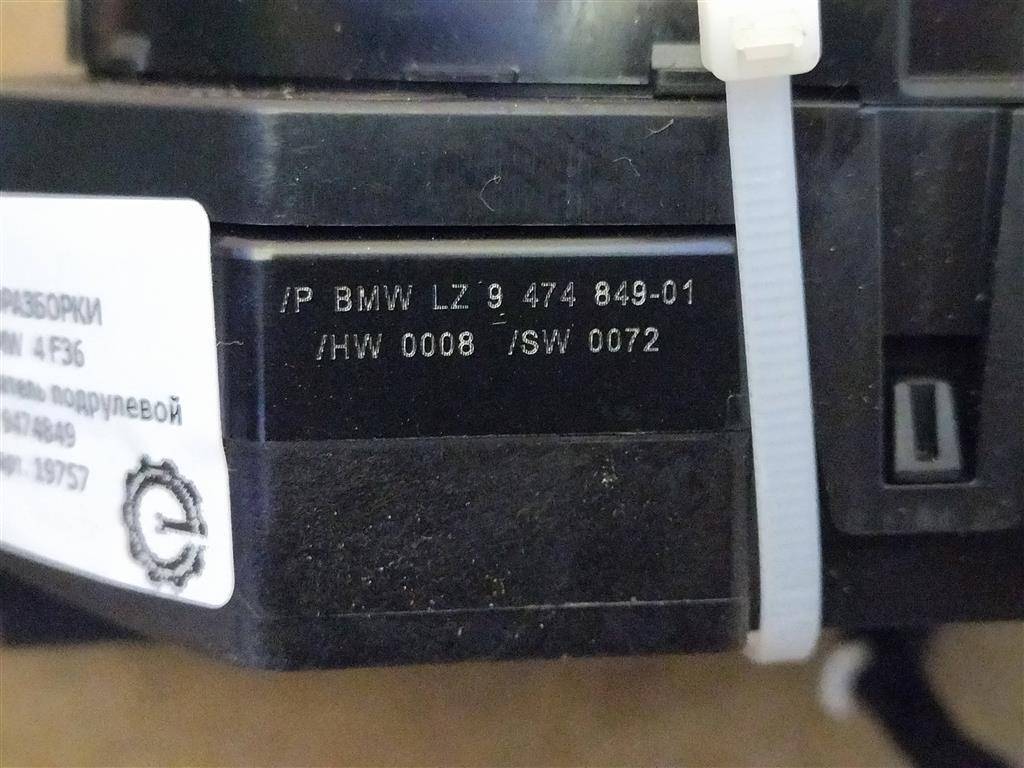 /P BMW LZ 9 474 849-01
/HW 0008 /SW 0072
РАЗБОРКИ
4 F36
подрулевой
9474849
19757